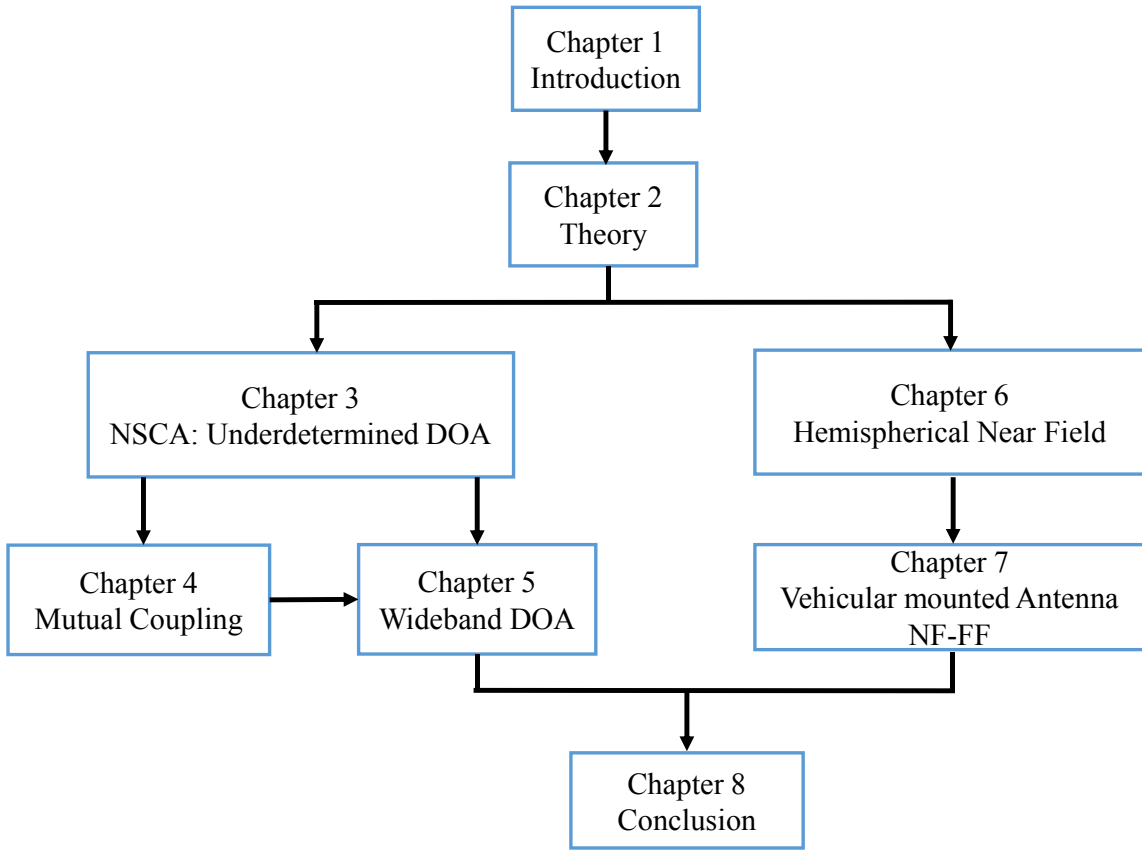 Chapter 1
Introduction
Chapter 2
Theory
Chapter 3
NSCA: Underdetermined DOA
Chapter 6
Hemispherical Near Field
Chapter 4
Mutual Coupling
Chapter 5
Wideband DOA
Chapter 7
Vehicular mounted Antenna
NF-FF
Chapter 8
Conclusion